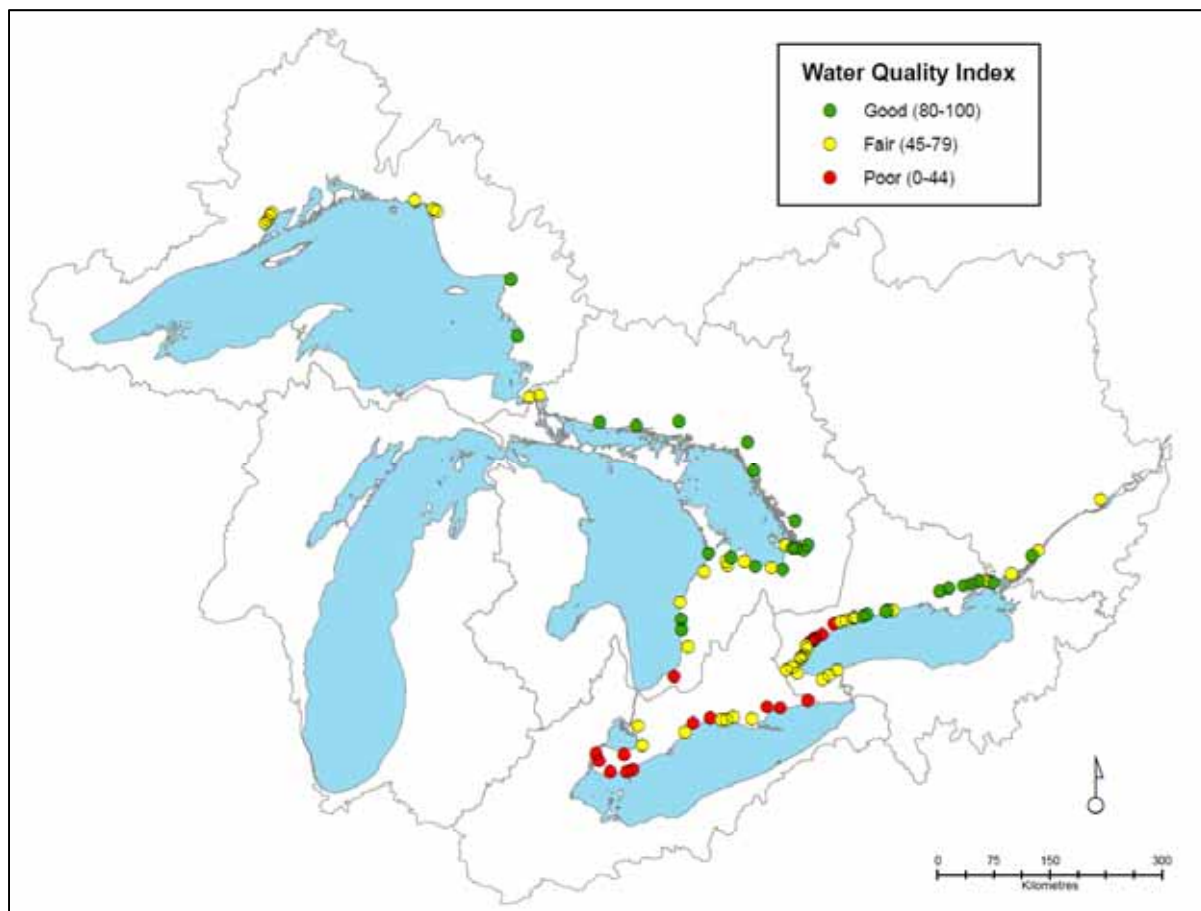 Water Quality Index
Good (80-100)
Fair (45-79)
Poor (0-44)
0 75 150 300
Kilometres